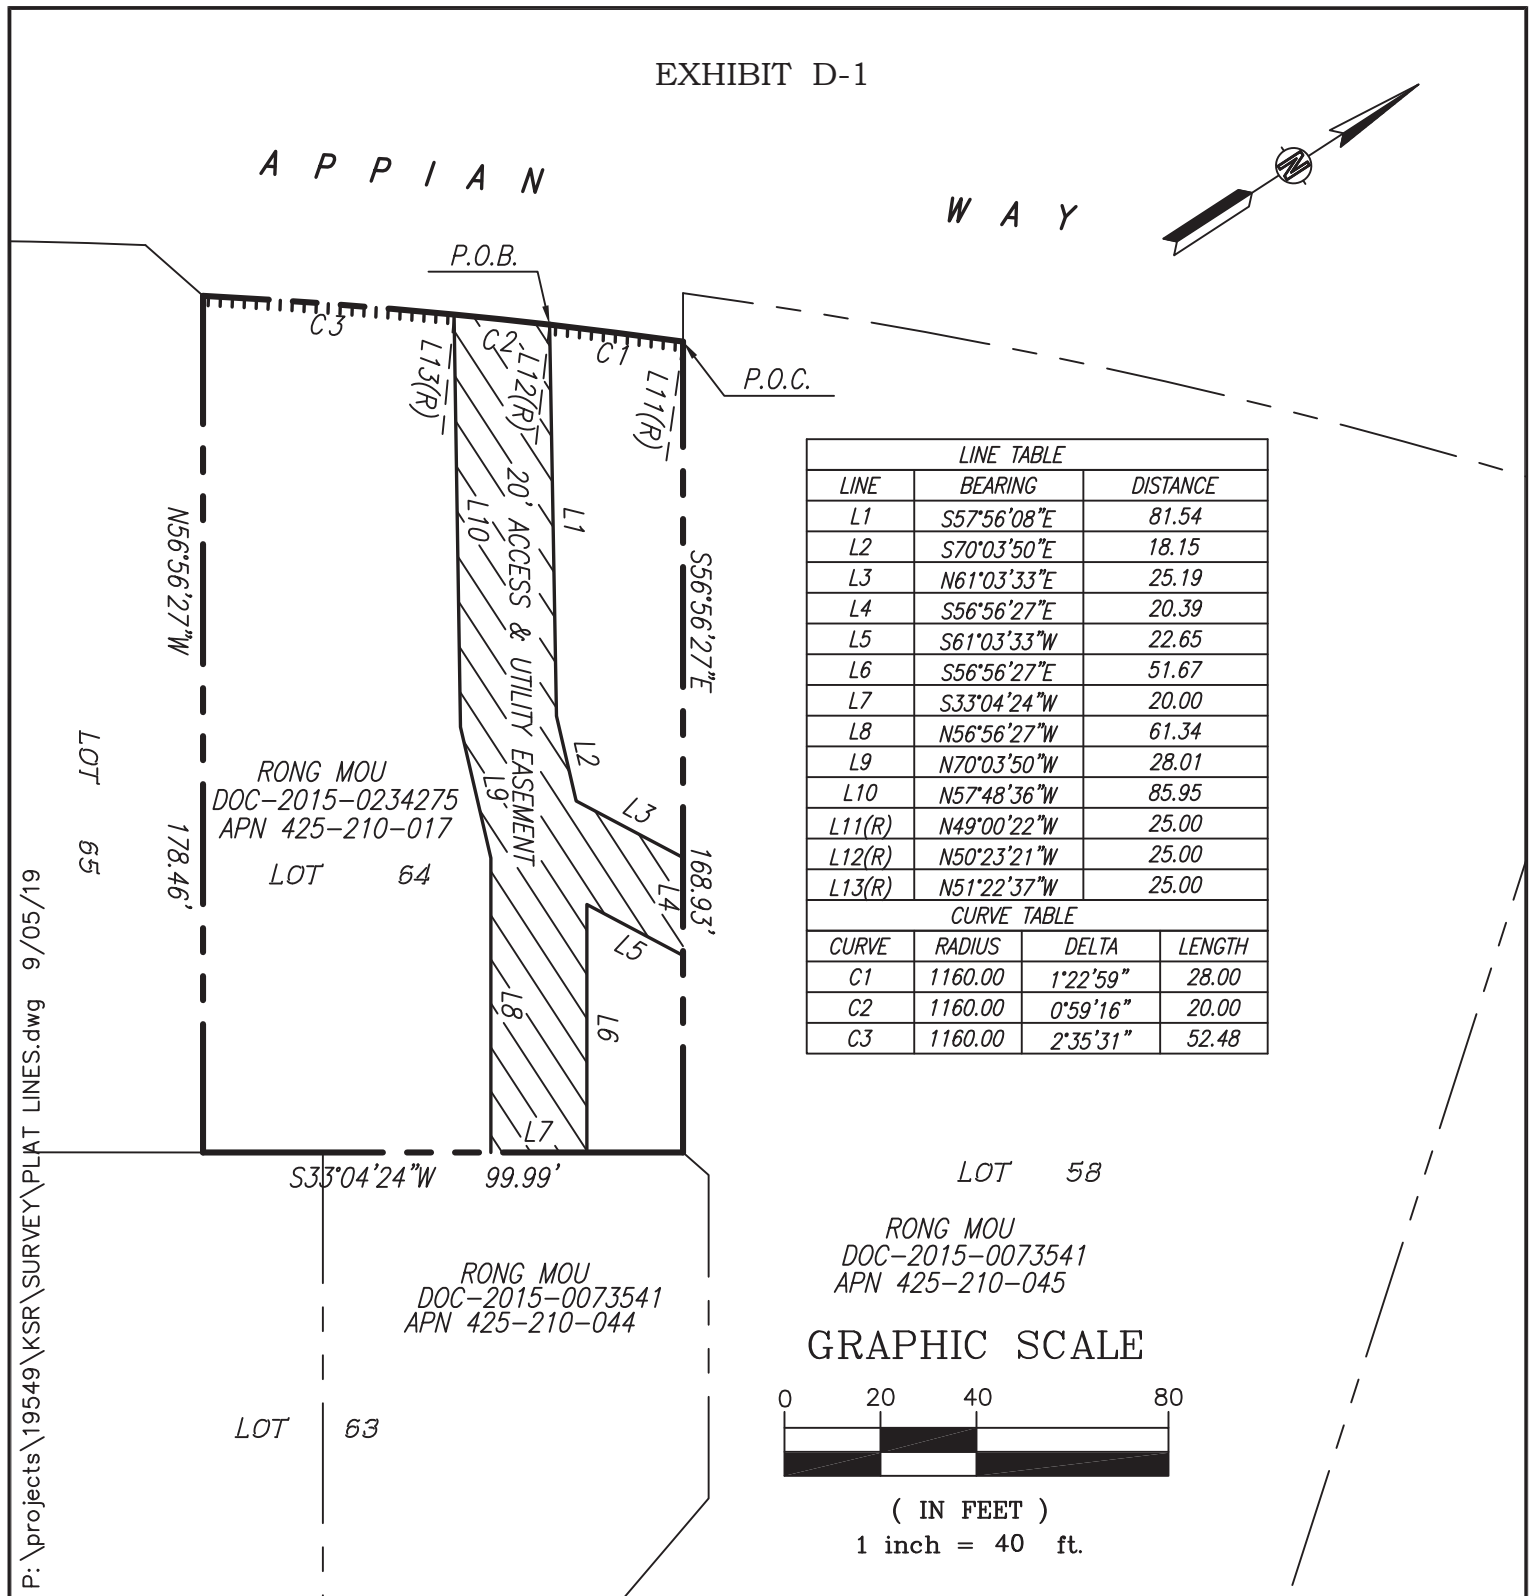 EXHIBIT D-1
APPIAN WAY
N
P.O.B.
P.O.C.
C3
C2
C1
L13(R)
L12(R)
L11(R)
L10
20' ACCESS & UTILITY EASEMENT
L1
N56°56'27"W 178.46'
S56°56'27"E 168.93'
L2
L9
L3
L4
L5
L8
L6
L7
RONG MOU
DOC-2015-0234275
APN 425-210-017
LOT 64
LOT 65
S33°04'24"W 99.99'
LINE TABLE
LINE BEARING DISTANCE
L1 S57°56'08"E 81.54
L2 S70°03'50"E 18.15
L3 N61°03'33"E 25.19
L4 S56°56'27"E 20.39
L5 S61°03'33"W 22.65
L6 S56°56'27"E 51.67
L7 S33°04'24"W 20.00
L8 N56°56'27"W 61.34
L9 N70°03'50"W 28.01
L10 N57°48'36"W 85.95
L11(R) N49°00'22"W 25.00
L12(R) N50°23'21"W 25.00
L13(R) N51°22'37"W 25.00
CURVE TABLE
CURVE RADIUS DELTA LENGTH
C1 1160.00 1°22'59" 28.00
C2 1160.00 0°59'16" 20.00
C3 1160.00 2°35'31" 52.48
LOT 58
RONG MOU
DOC-2015-0073541
APN 425-210-045
RONG MOU
DOC-2015-0073541
APN 425-210-044
LOT 63
GRAPHIC SCALE
0 20 40 80
( IN FEET )
1 inch = 40 ft.
P:\projects\19549\KSR\SURVEY\PLAT LINES.dwg 9/05/19